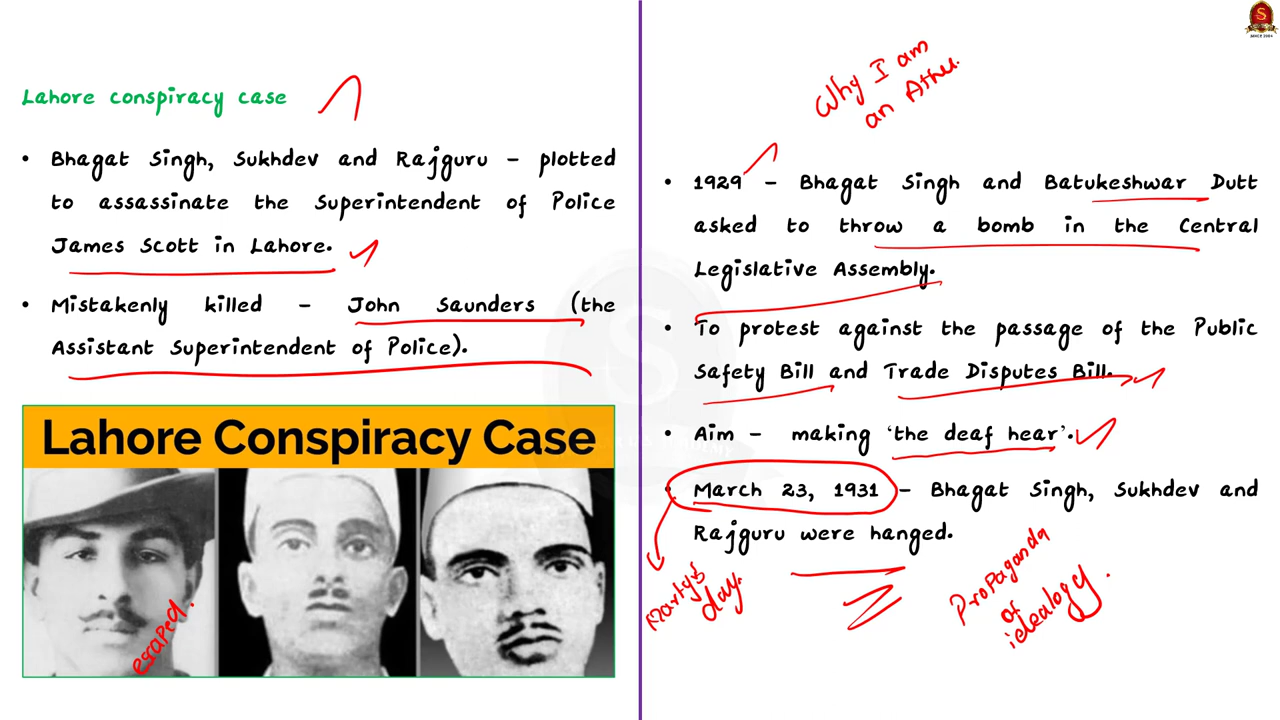 Lahore conspiracy case
• Bhagat Singh, Sukhdev and Rajguru – plotted
to assassinate the Superintendent of Police
James Scott in Lahore.
• Mistakenly killed – John Saunders (the
Assistant Superintendent of Police).
Lahore Conspiracy Case
escaped.
SINCE 2004
Why I am
an
• 1929 – Bhagat Singh and Batukeshwar Dutt
asked to throw a bomb in the Central
Legislative Assembly.
• To protest against the passage of the Public
Safety Bill and Trade Disputes Bill.
• Aim – making ‘the deaf hear’.
• March 23, 1931 – Bhagat Singh, Sukhdev and
Rajguru were hanged.
day.
Propaganda
of
idealogy.